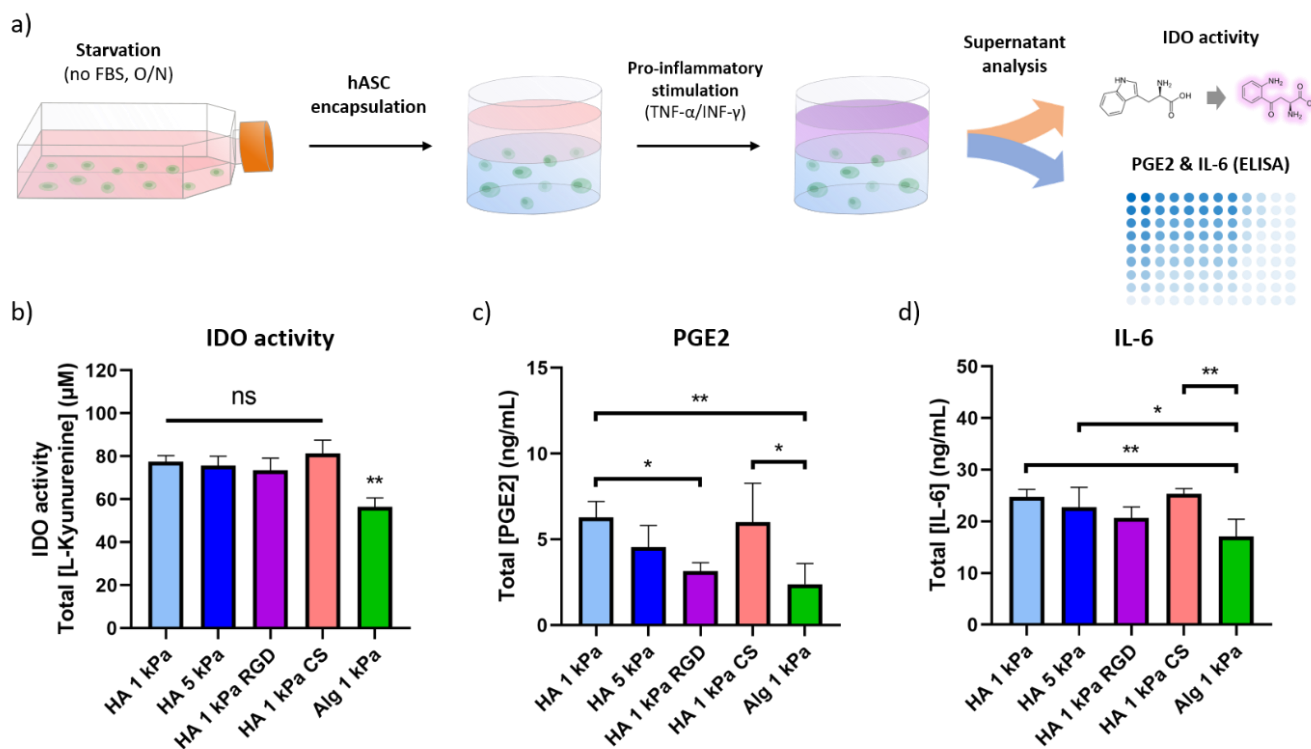 a)
Starvation
(no FBS, O/N)
hASC
encapsulation
Pro-inflammatory
stimulation
(TNF-α/INF-γ)
Supernatant
analysis
IDO activity
HN
NH2
OH
O
NH2
O
O
NH2
PGE2 & IL-6 (ELISA)
b)
IDO activity
IDO activity
Total [L-Kyunurenine] (μM)
120
100
80
60
40
20
0
ns
**
HA 1 kPa
HA 5 kPa
HA 1 kPa RGD
HA 1 kPa CS
Alg 1 kPa
c)
PGE2
Total [PGE2] (ng/mL)
15
10
5
0
**
*
*
HA 1 kPa
HA 5 kPa
HA 1 kPa RGD
HA 1 kPa CS
Alg 1 kPa
d)
IL-6
Total [IL-6] (ng/mL)
50
40
30
20
10
0
**
*
**
HA 1 kPa
HA 5 kPa
HA 1 kPa RGD
HA 1 kPa CS
Alg 1 kPa